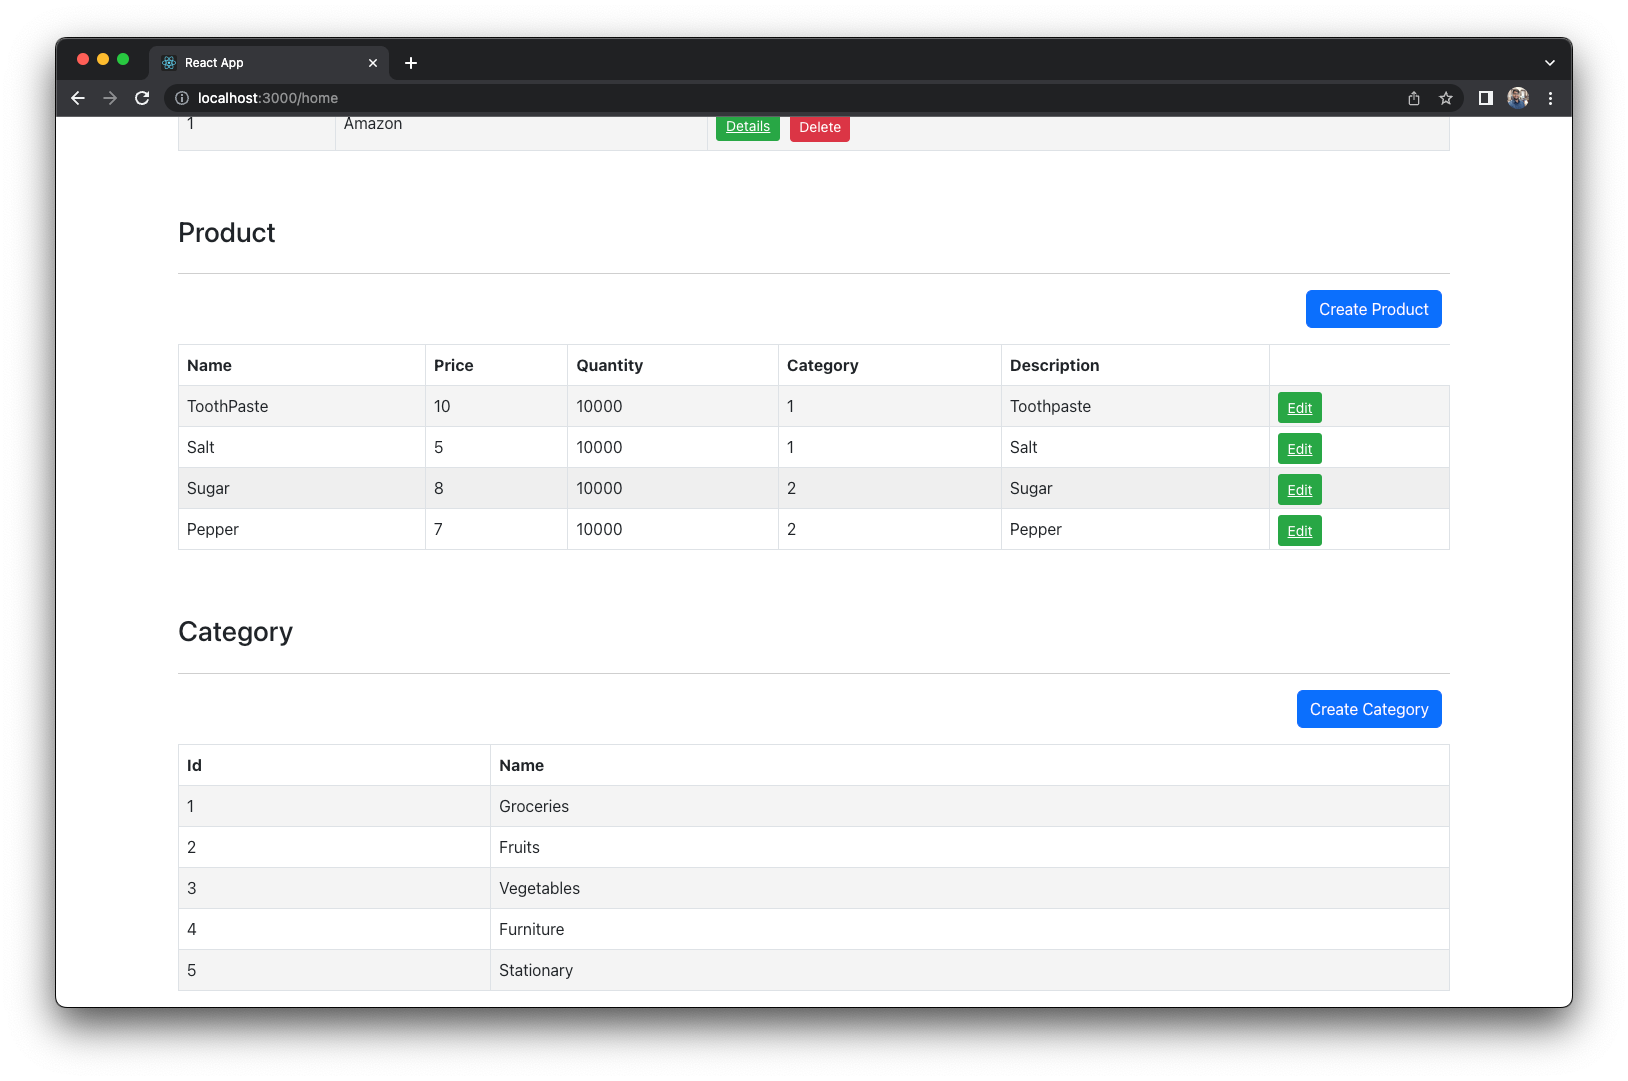 React App
localhost:3000/home
1 Amazon Details Delete
Product
Create Product
Name Price Quantity Category Description
ToothPaste 10 10000 1 Toothpaste Edit
Salt 5 10000 1 Salt Edit
Sugar 8 10000 2 Sugar Edit
Pepper 7 10000 2 Pepper Edit
Category
Create Category
Id Name
1 Groceries
2 Fruits
3 Vegetables
4 Furniture
5 Stationary